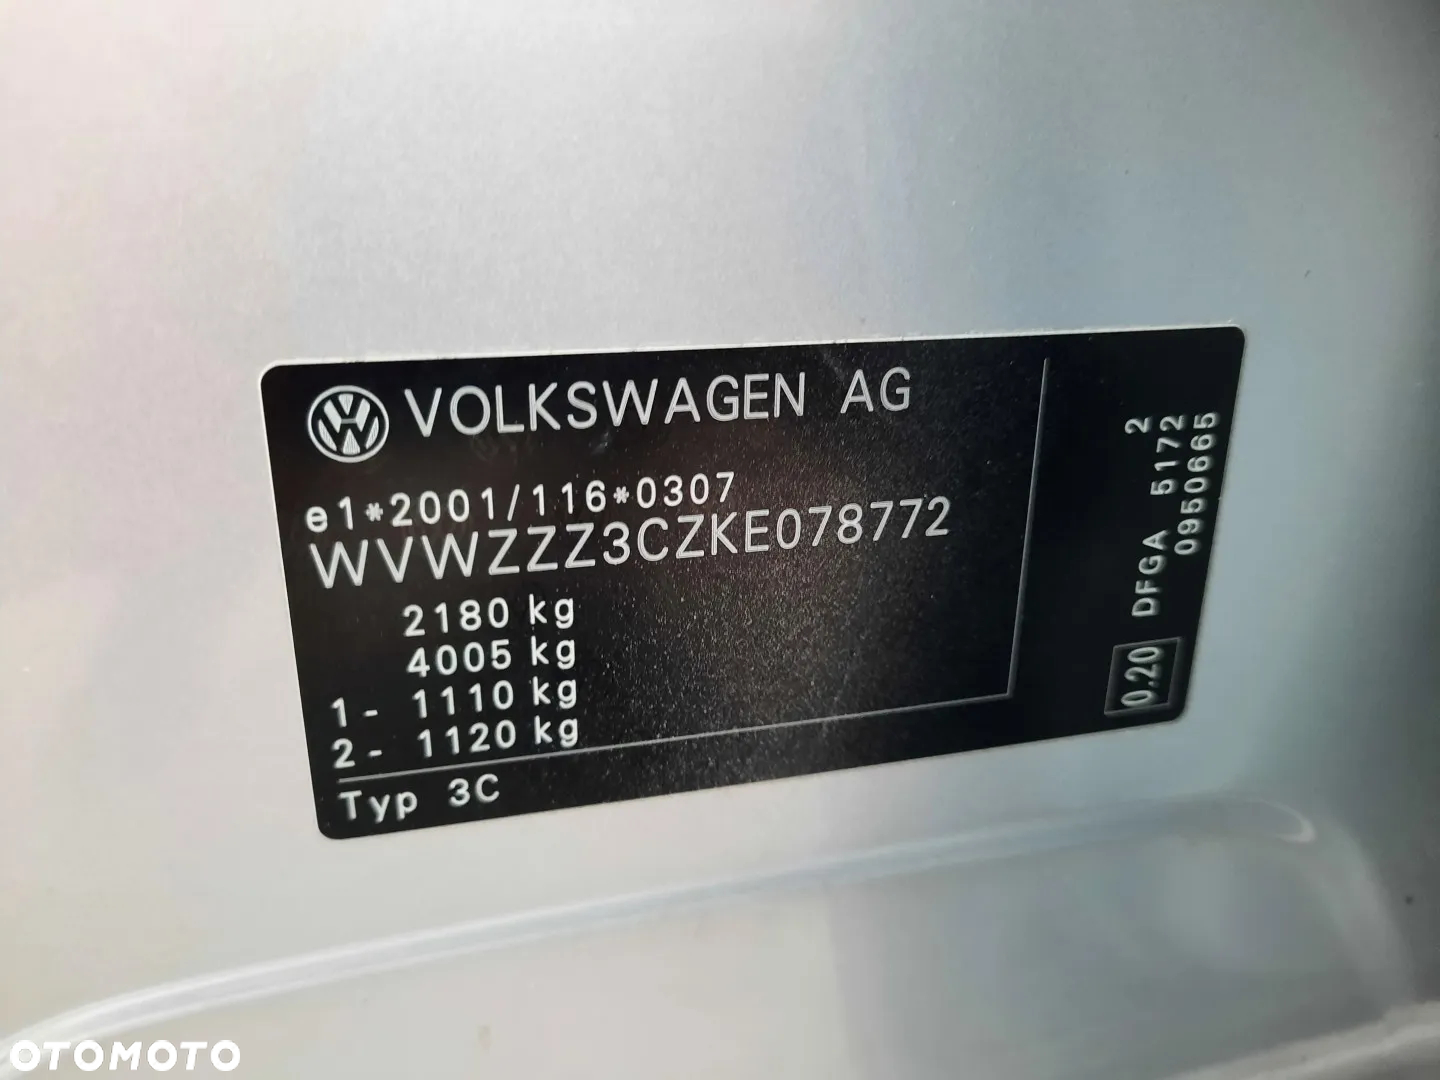 VOLKSWAGEN AG
e1*2001/116*0307
WVWZZZ3CZKE078772
2180 kg
4005 kg
1- 1110 kg
2- 1120 kg
Typ 3C
0.20
DFGA 5172 2
0950665
OTOMOTO